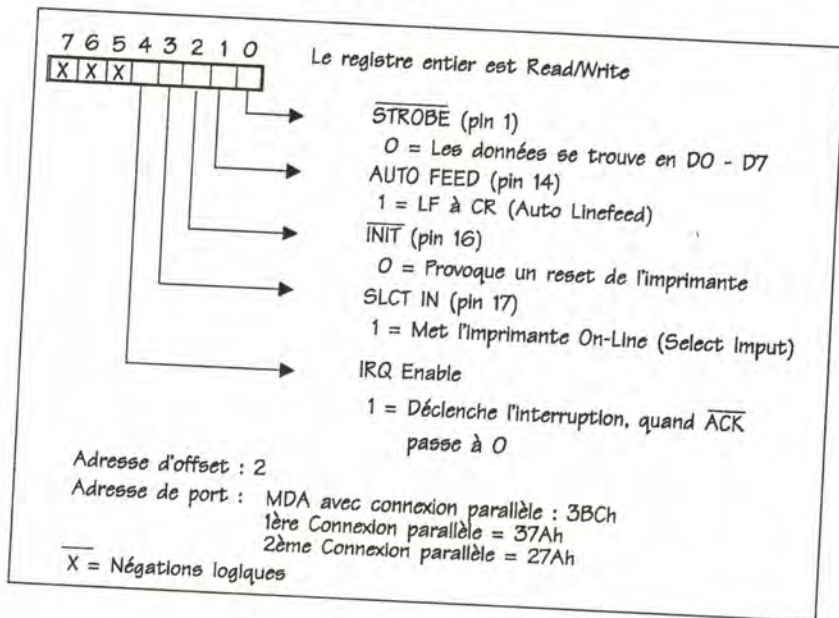 7 6 5 4 3 2 1 0
X X X
Le registre entier est Read/Write
S̅T̅R̅O̅B̅E̅ (pin 1)
0 = Les données se trouve en D0 - D7
AUTO FEED (pin 14)
1 = LF à CR (Auto Linefeed)
I̅N̅I̅T̅ (pin 16)
0 = Provoque un reset de l'imprimante
SLCT IN (pin 17)
1 = Met l'imprimante On-Line (Select Imput)
IRQ Enable
1 = Déclenche l'interruption, quand A̅C̅K̅
passe à 0
Adresse d'offset : 2
Adresse de port : MDA avec connexion parallèle : 3BCh
1ère Connexion parallèle = 37Ah
2ème Connexion parallèle = 27Ah
X̅ = Négations logiques